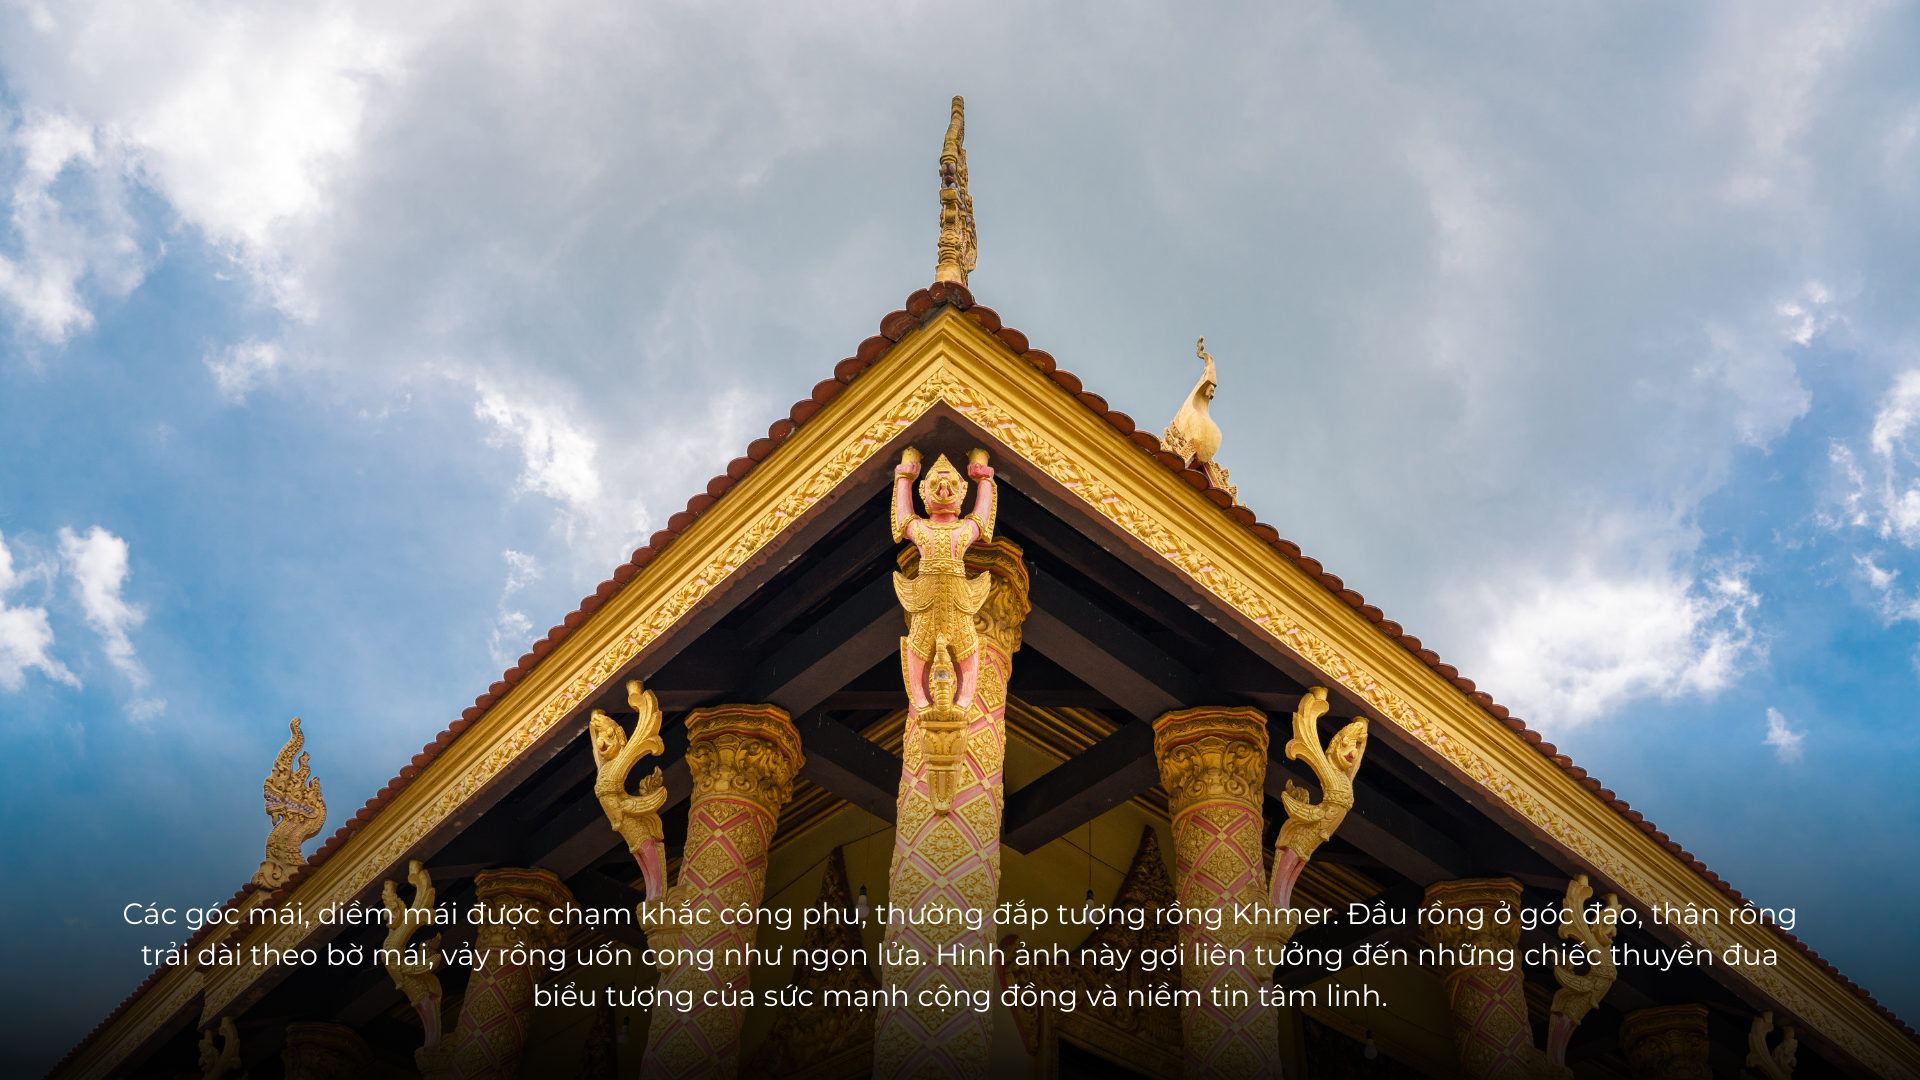 Các góc mái, diềm mái được chạm khắc công phu, thường đắp tượng rồng Khmer. Đầu rồng ở góc đao, thân rồng
trải dài theo bờ mái, vảy rồng uốn cong như ngọn lửa. Hình ảnh này gợi liên tưởng đến những chiếc thuyền đua
biểu tượng của sức mạnh cộng đồng và niềm tin tâm linh.